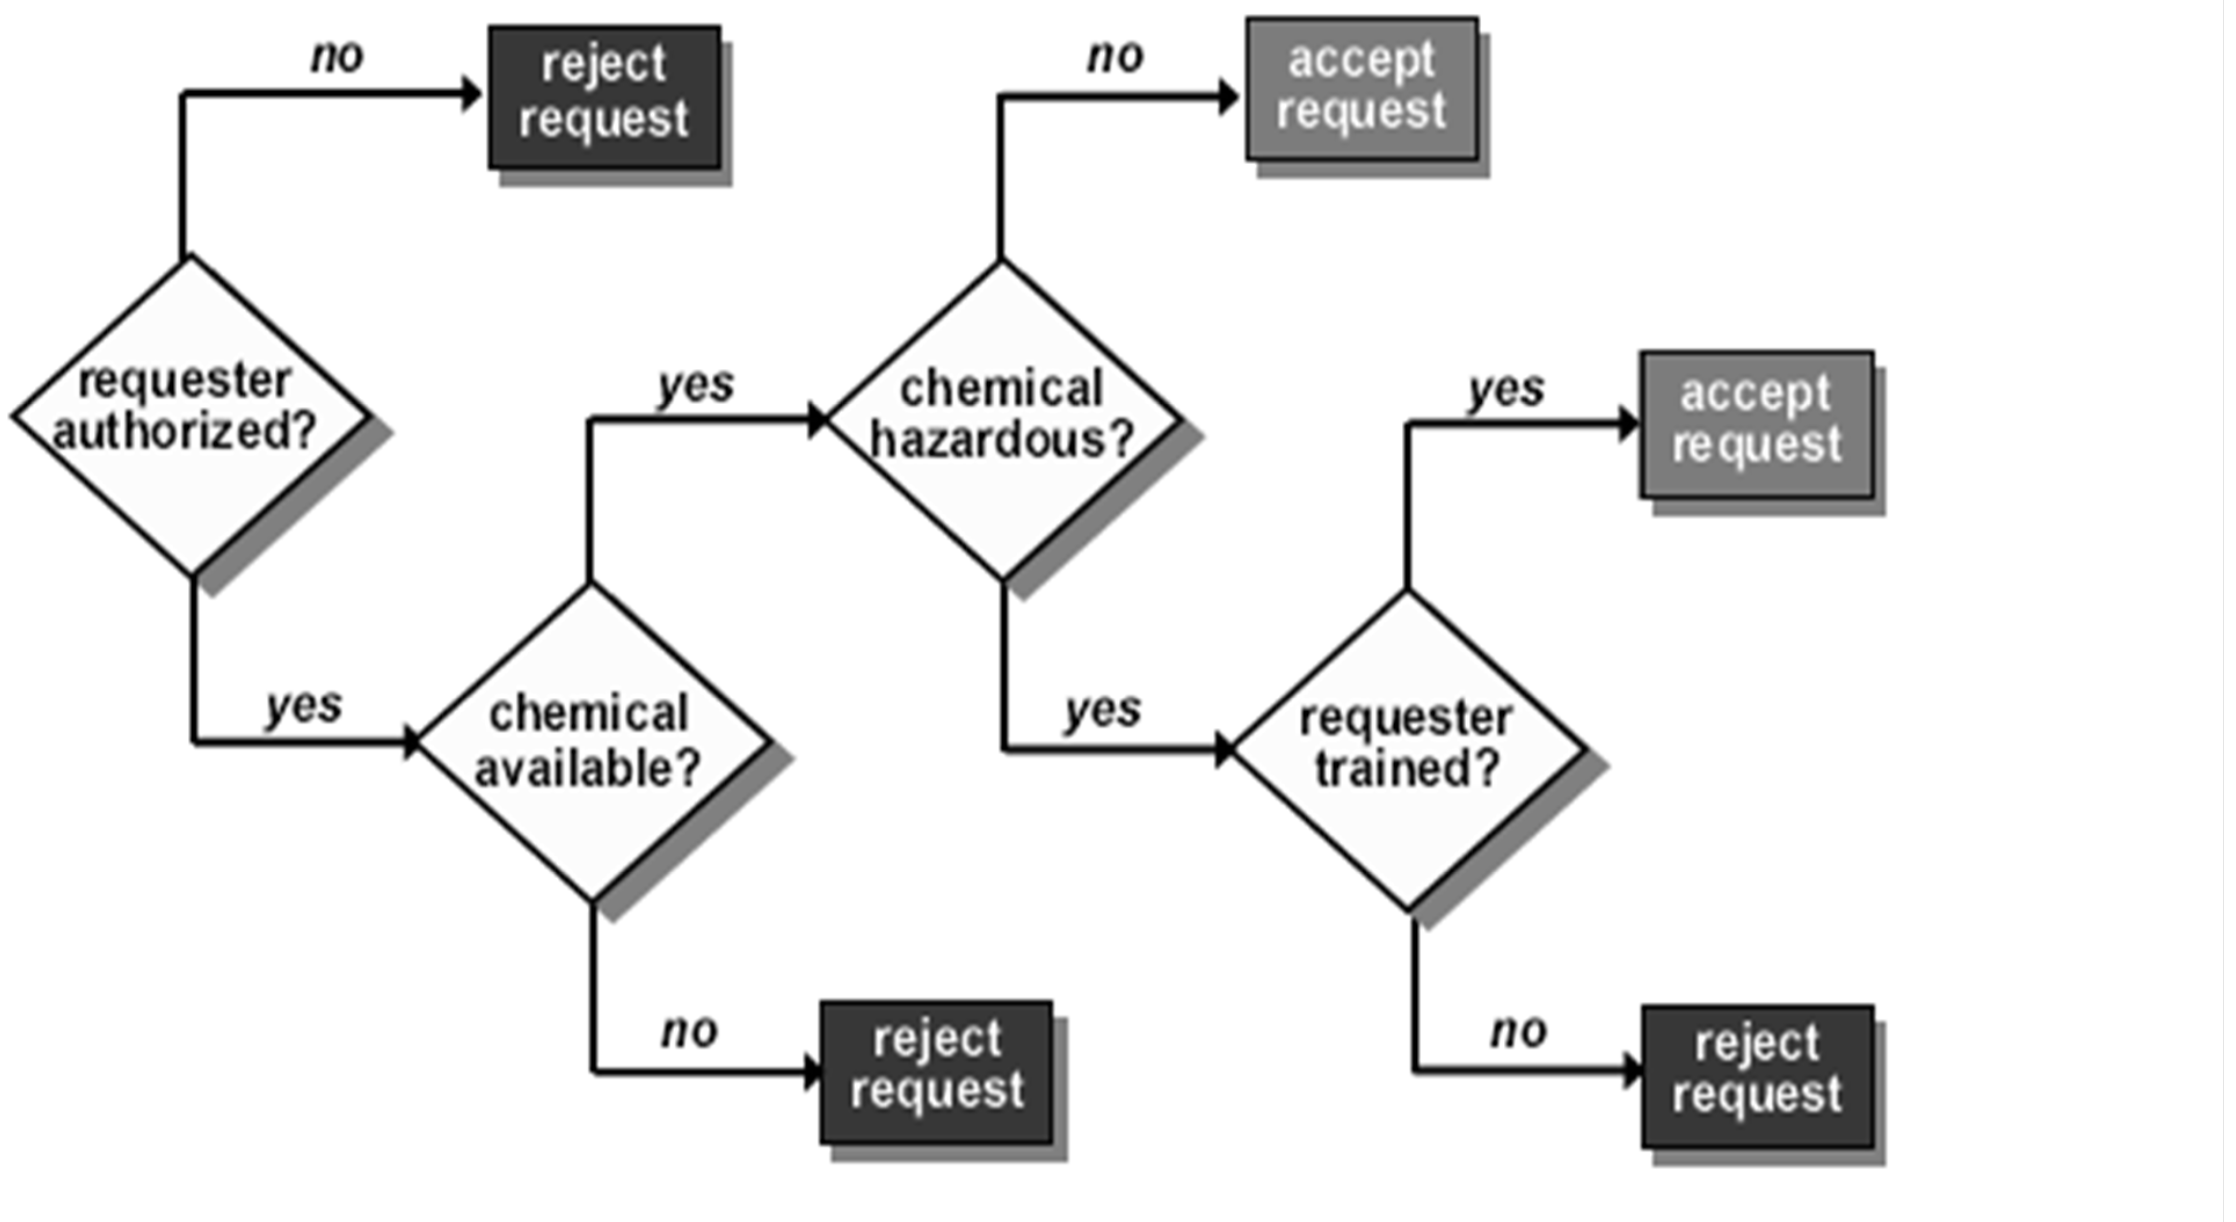 no
reject
request
no
accept
request
requester
authorized?
yes
chemical
hazardous?
yes
accept
request
yes
chemical
available?
yes
requester
trained?
no
reject
request
no
reject
request